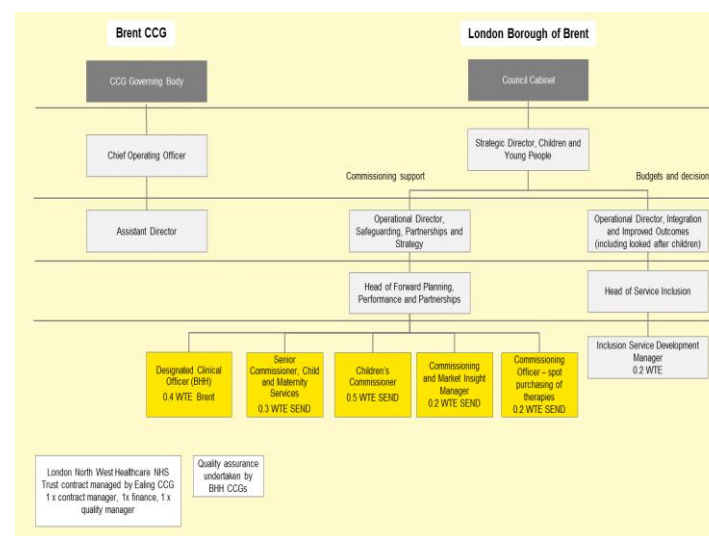 Brent CCG
London Borough of Brent
CCG Governing Body
Council Cabinet
Chief Operating Officer
Strategic Director, Children and
Young People
Commissioning support
Budgets and decision
Assistant Director
Operational Director,
Safeguarding, Partnerships and
Strategy
Operational Director, Integration
and Improved Outcomes
(including looked after children)
Head of Forward Planning,
Performance and Partnerships
Head of Service Inclusion
Designated Clinical
Officer (BHH)
0.4 WTE Brent
Senior
Commissioner, Child
and Maternity
Services
0.3 WTE SEND
Children's
Commissioner
0.5 WTE SEND
Commissioning
and Market Insight
Manager
0.2 WTE SEND
Commissioning
Officer – spot
purchasing of
therapies
0.2 WTE SEND
Inclusion Service Development
Manager
0.2 WTE
London North West Healthcare NHS
Trust contract managed by Ealing CCG
1 x contract manager, 1x finance, 1 x
quality manager
Quality assurance
undertaken by
BHH CCGs